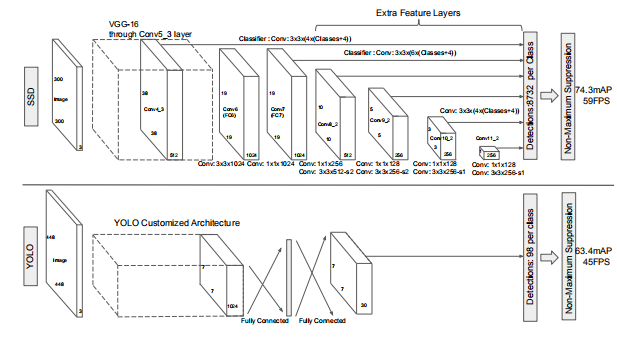 VGG-16
through Conv5_3 layer
Extra Feature Layers
Classifier : Conv: 3x3x(4x(Classes+4))
Classifier : Conv: 3x3x(6x(Classes+4))
Conv: 3x3x(4x(Classes+4))
SSD
300
Image
300
3
38
Conv4_3
38
512
19
Conv6
(FC6)
19
1024
19
Conv7
(FC7)
19
1024
10
Conv8_2
10
512
5
Conv9_2
5
256
3
Conv10_2
3
256
Conv11_2
1
256
Conv: 3x3x1024
Conv: 1x1x1024
Conv: 1x1x256
Conv: 3x3x512-s2
Conv: 1x1x128
Conv: 3x3x256-s2
Conv: 1x1x128
Conv: 3x3x256-s1
Conv: 1x1x128
Conv: 3x3x256-s1
Detections:8732 per Class
Non-Maximum Suppression
74.3mAP
59FPS
YOLO
448
Image
448
3
YOLO Customized Architecture
7
7
1024
Fully Connected
Fully Connected
7
7
30
Detections: 98 per class
Non-Maximum Suppression
63.4mAP
45FPS